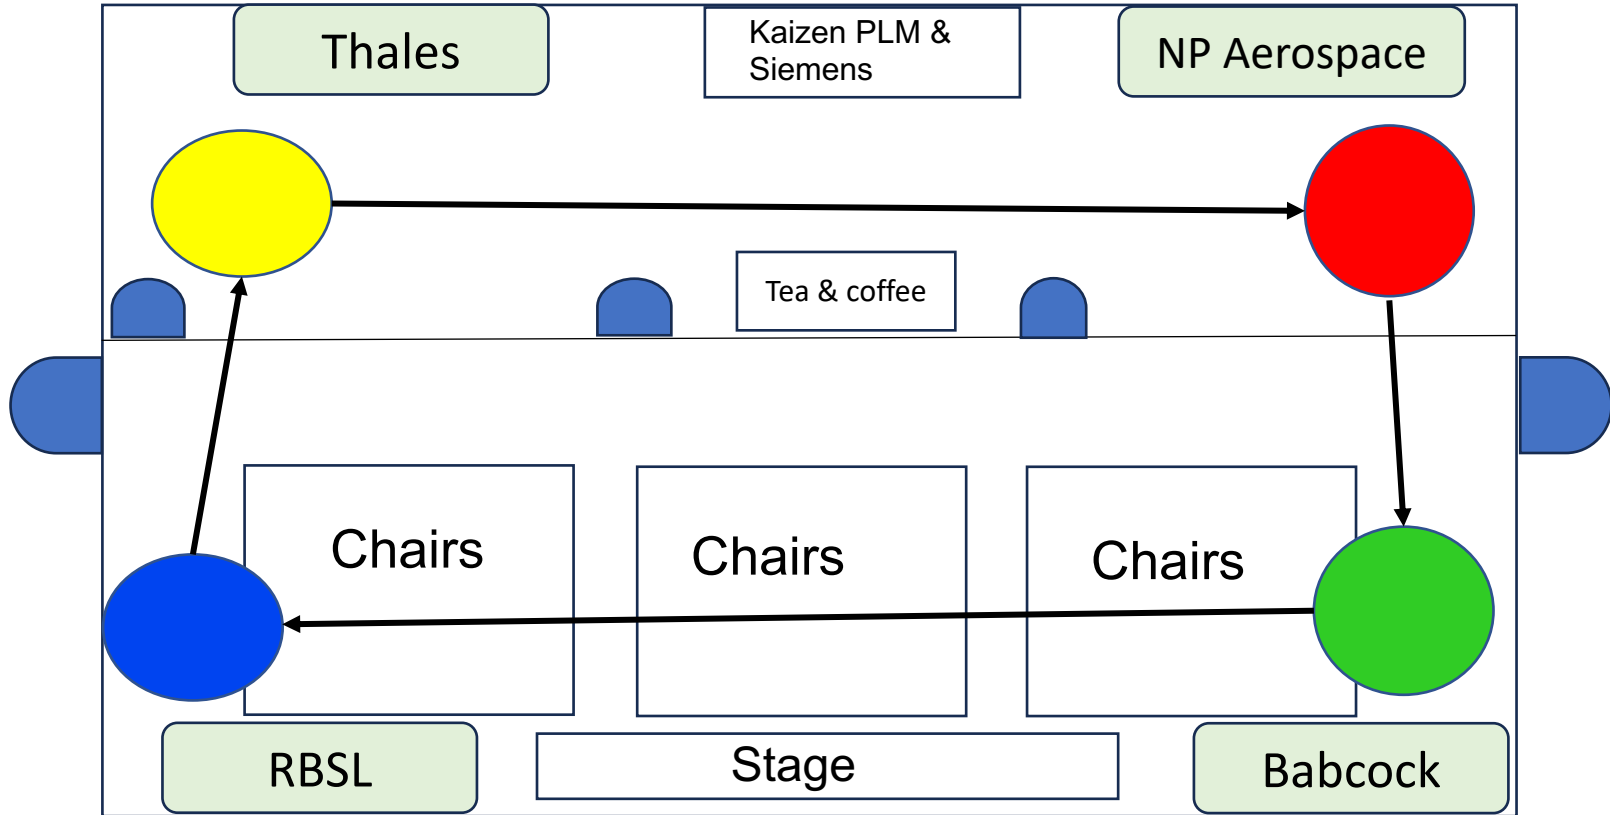 Thales
Kaizen PLM &
Siemens
NP Aerospace
Tea & coffee
Chairs
Chairs
Chairs
RBSL
Stage
Babcock